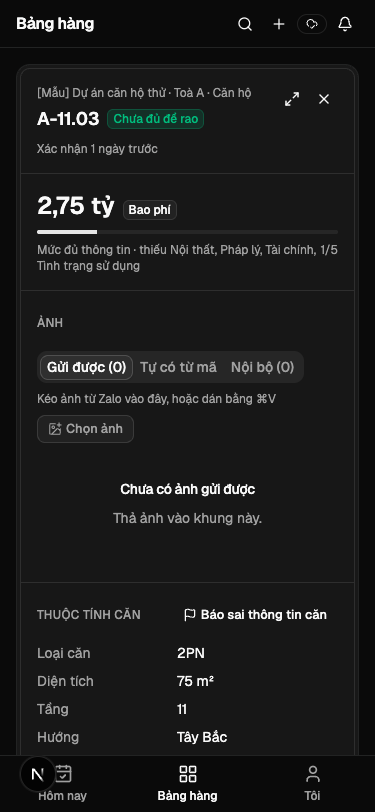 Bảng hàng
[Mẫu] Dự án căn hộ thử · Toà A · Căn hộ
A-11.03 Chưa đủ để rao
Xác nhận 1 ngày trước
2,75 tỷ Bao phí
Mức đủ thông tin · thiếu Nội thất, Pháp lý, Tài chính, 1/5
Tình trạng sử dụng
ẢNH
Gửi được (0) Tự có từ mã Nội bộ (0)
Kéo ảnh từ Zalo vào đây, hoặc dán bằng ⌘V
Chọn ảnh
Chưa có ảnh gửi được
Thả ảnh vào khung này.
THUỘC TÍNH CĂN Báo sai thông tin căn
Loại căn 2PN
Diện tích 75 m²
Tầng 11
Hướng Tây Bắc
N
Hôm nay Bảng hàng Tôi